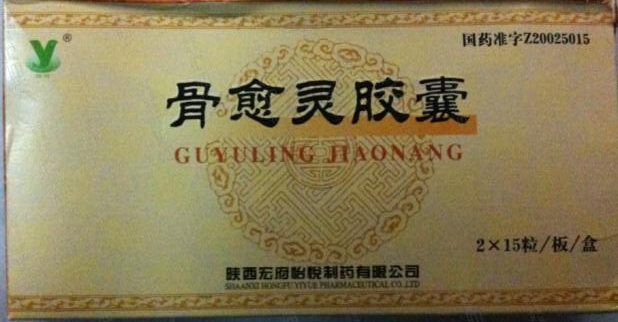 国药准字Z20025015
骨愈灵胶囊
GUYULING JIAONANG
2×15粒/板/盒
陕西宏府怡悦制药有限公司
SHAANXI HONGFU YIYUE PHARMACEUTICAL CO.LTD